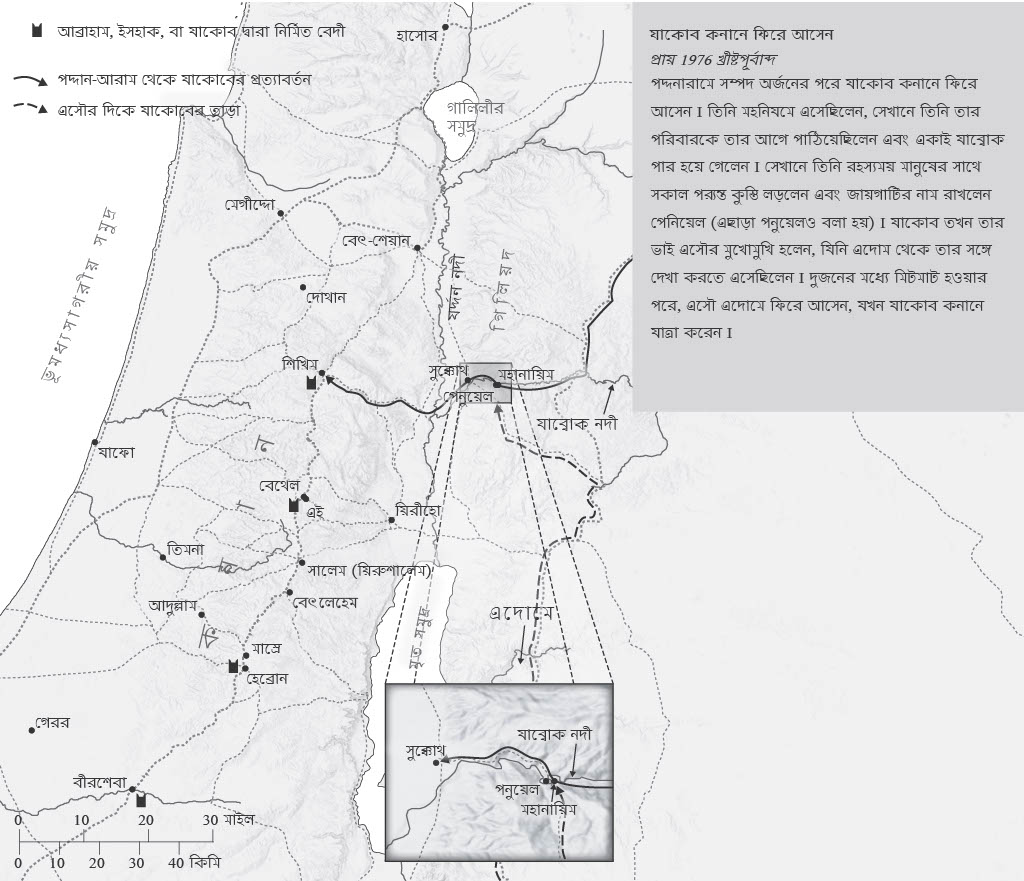 আব্রাহাম, ইসহাক, বা যাকোব দ্বারা নির্মিত বেদী
পদ্দান-আরাম থেকে যাকোবের প্রত্যাবর্তন
এসৌর দিকে যাকোবের ত্বাড়া
যাকোব কনানে ফিরে আসেন
প্রায় 1976 খ্রীষ্টপূর্বাব্দ
পদ্দনারামে সম্পদ অর্জনের পরে যাকোব কনানে ফিরে
আসেন I তিনি মহনিয়মে এসেছিলেন, সেখানে তিনি তার
পরিবারকে তার আগে পাঠিয়েছিলেন এবং একাই যাব্বোক
পার হয়ে গেলেন I সেখানে তিনি রহস্যময় মানুষের সাথে
সকাল পর্যন্ত কুস্তি লড়লেন এবং জায়গাটির নাম রাখলেন
পেনিয়েল (এছাড়া পনুয়েলও বলা হয়) I যাকোব তখন তার
ভাই এসৌর মুখোমুখি হলেন, যিনি এদোম থেকে তার সঙ্গে
দেখা করতে এসেছিলেন I দুজনের মধ্যে মিটমাট হওয়ার
পরে, এসৌ এদোমে ফিরে আসেন, যখন যাকোব কনানে
যাত্রা করেন I
হাসোর
গালিলীর
সমুদ্র
মেগীদ্দো
বেৎ-শেয়ান
ভূমধ্যসাগরীয় সমুদ্র
যর্দ্দন নদী
গিলিয়দ
দোথান
শিখিম
সুক্কোথ
মহানায়িম
পেনুয়েল
যাব্বোক নদী
যাফো
কনান
বেথেল
এই
য়িরীহো
তিমনা
সালেম (য়িরুশালেম)
বেৎলেহেম
আদুল্লাম
এদোমে
মৃত সমুদ্র
মাম্রে
হেব্রোন
গেরর
বীরশেবা
যাব্বোক নদী
সুক্কোথ
পনুয়েল
মহানায়িম
0 10 20 30 মাইল
0 10 20 30 40 কিমি